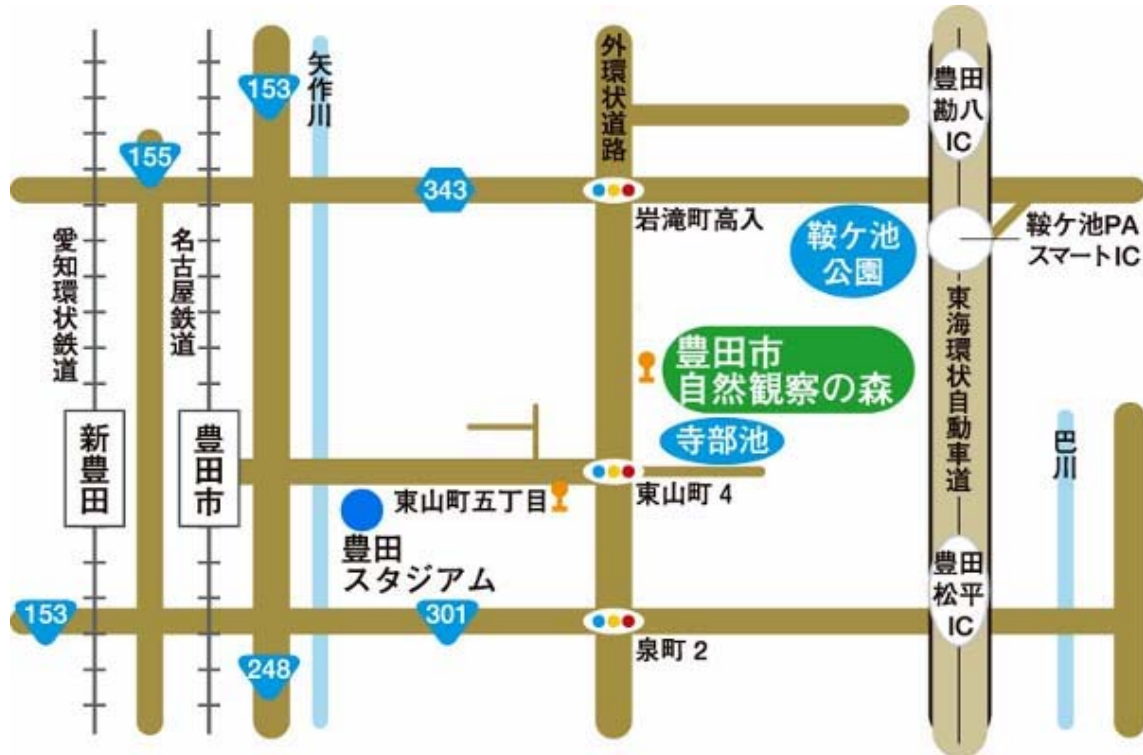 153
矢作川
外環状道路
豊田
勘八
IC
155
343
岩滝町高入
鞍ケ池
公園
鞍ケ池PA
スマートIC
愛知環状鉄道
名古屋鉄道
東海環状自動車道
豊田市
自然観察の森
寺部池
新豊田
豊田市
巴川
東山町五丁目
東山町 4
豊田
スタジアム
豊田
松平
IC
153
301
泉町 2
248